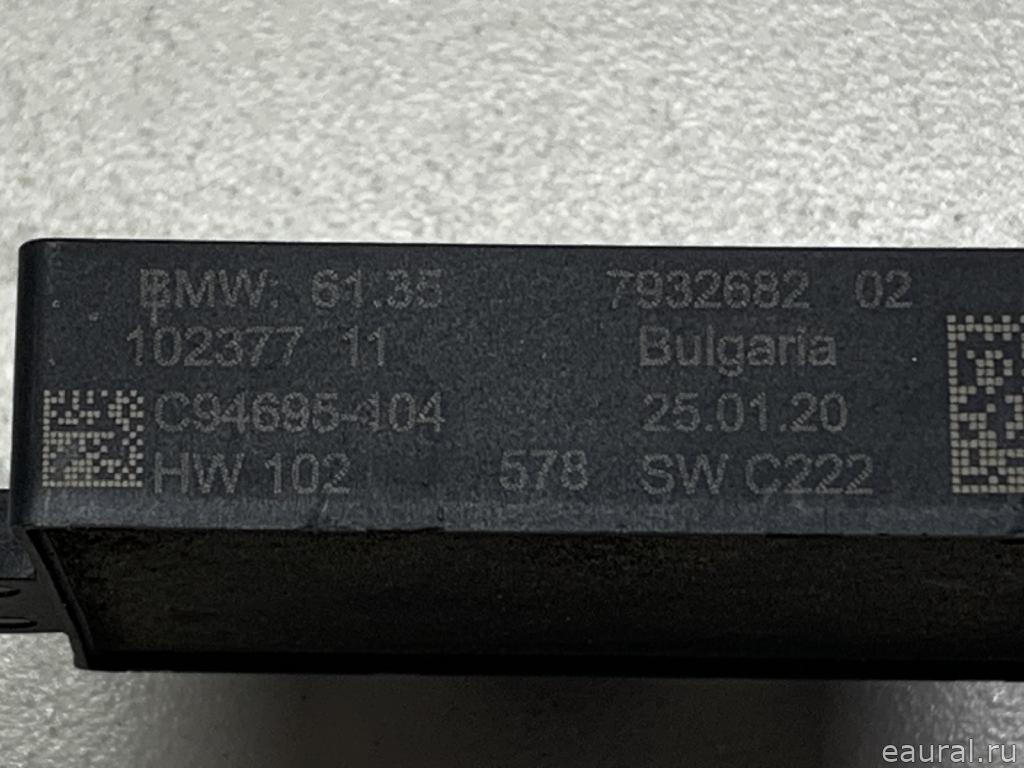 BMW: 61.35 7932682 02
102377 11 Bulgaria
C94695-104 25.01.20
HW 102 578 SW C222
eaural.ru